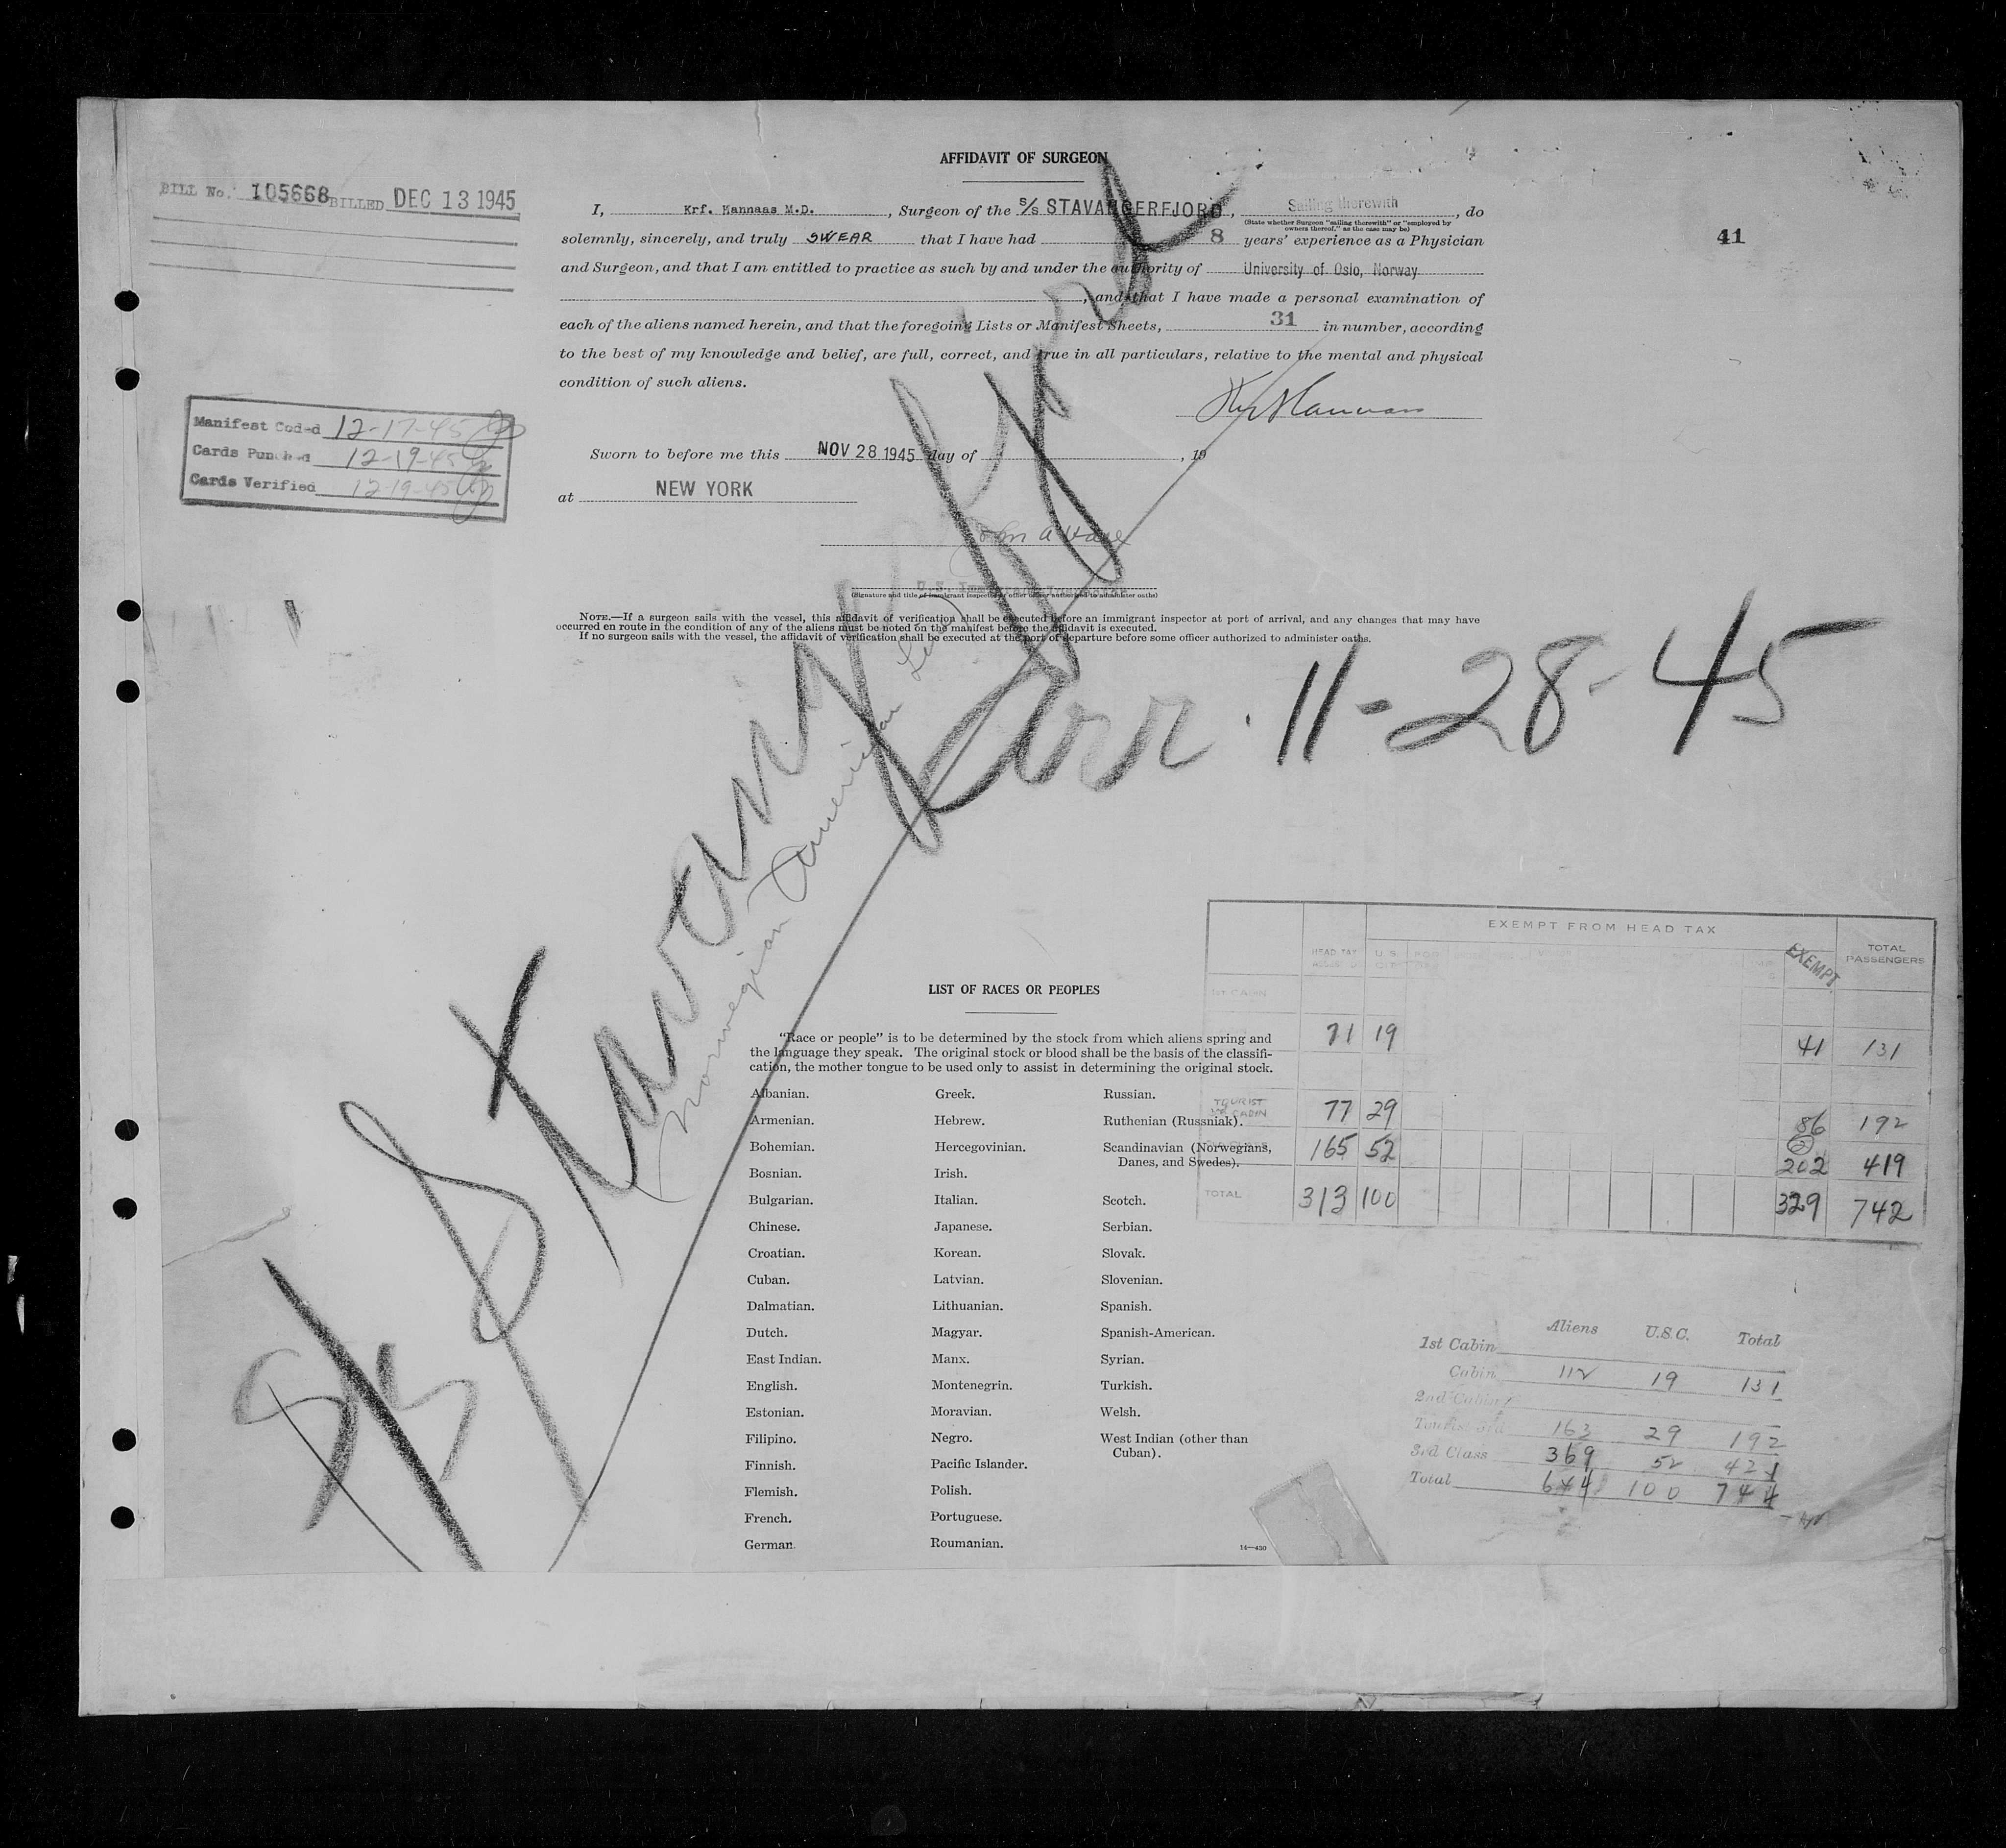 AFFIDAVIT OF SURGEON
BILL No. 105668 BILLED DEC 13 1945
I, Krf. Hannaas M.D., Surgeon of the S/S STAVANGERFJORD, Sailing therewith, do
(State whether Surgeon "sailing therewith" or "employed by owners thereof," as the case may be)
solemnly, sincerely, and truly SWEAR that I have had 8 years' experience as a Physician
41
and Surgeon, and that I am entitled to practice as such by and under the authority of University of Oslo, Norway
, and that I have made a personal examination of
each of the aliens named herein, and that the foregoing Lists or Manifest Sheets, 31 in number, according
to the best of my knowledge and belief, are full, correct, and true in all particulars, relative to the mental and physical
condition of such aliens.
Manifest Coded 12-17-45
Cards Punched 12-19-45
Cards Verified 12-19-45
Sworn to before me this NOV 28 1945 day of , 19
at NEW YORK
U.S. Immigrant Inspector
(Signature and title of immigrant inspector or other officer authorized to administer oaths)
NOTE.—If a surgeon sails with the vessel, this affidavit of verification shall be executed before an immigrant inspector at port of arrival, and any changes that may have
occurred en route in the condition of any of the aliens must be noted on the manifest before the affidavit is executed.
If no surgeon sails with the vessel, the affidavit of verification shall be executed at the port of departure before some officer authorized to administer oaths.
S/S Stavangerfjord
Norwegian American Line
Arr. 11-28-45
EXEMPT FROM HEAD TAX
HEAD TAX
U.S.
EXEMPT
TOTAL PASSENGERS
1st CABIN
71 19 41 131
TOURIST
CABIN
77 29 86 192
165 52 202 419
TOTAL 313 100 329 742
LIST OF RACES OR PEOPLES
"Race or people" is to be determined by the stock from which aliens spring and
the language they speak. The original stock or blood shall be the basis of the classifi-
cation, the mother tongue to be used only to assist in determining the original stock.
Albanian.
Armenian.
Bohemian.
Bosnian.
Bulgarian.
Chinese.
Croatian.
Cuban.
Dalmatian.
Dutch.
East Indian.
English.
Estonian.
Filipino.
Finnish.
Flemish.
French.
German.
Greek.
Hebrew.
Hercegovinian.
Irish.
Italian.
Japanese.
Korean.
Latvian.
Lithuanian.
Magyar.
Manx.
Montenegrin.
Moravian.
Negro.
Pacific Islander.
Polish.
Portuguese.
Roumanian.
Russian.
Ruthenian (Russniak).
Scandinavian (Norwegians,
Danes, and Swedes).
Scotch.
Serbian.
Slovak.
Slovenian.
Spanish.
Spanish-American.
Syrian.
Turkish.
Welsh.
West Indian (other than
Cuban).
14—430
Aliens U.S.C. Total
1st Cabin
Cabin 112 19 131
2nd Cabin
Tourist 3rd 163 29 192
3rd Class 369 52 421
Total 644 100 744